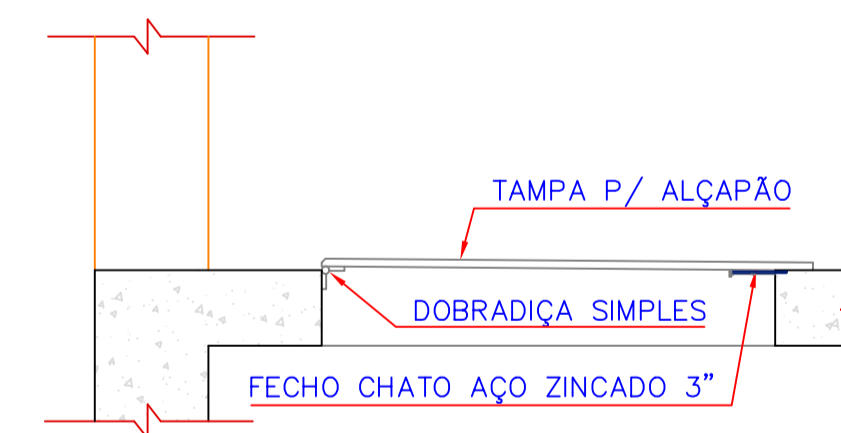 TAMPA P/ ALÇAPÃO
DOBRADIÇA SIMPLES
FECHO CHATO AÇO ZINCADO 3"